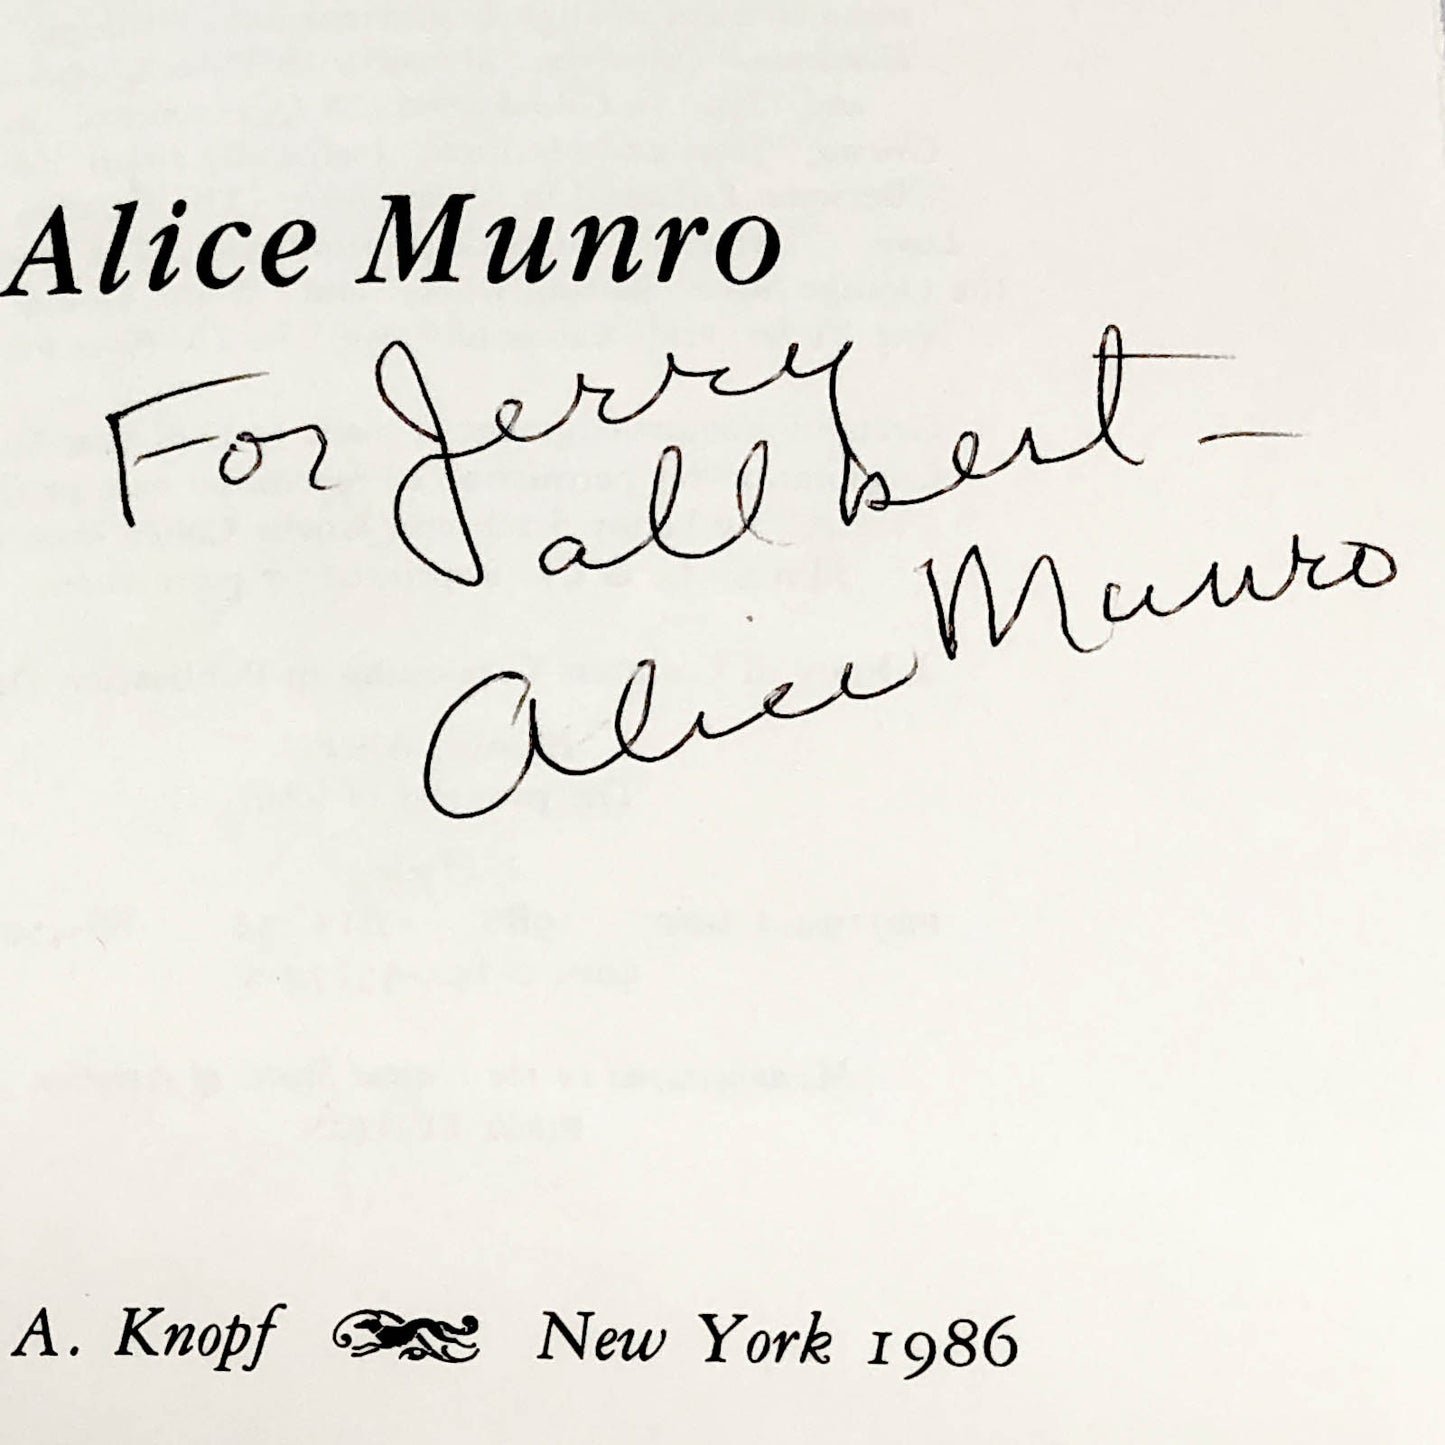 Alice Munro
For Jerry
all best —
Alice Munro
A. Knopf New York 1986